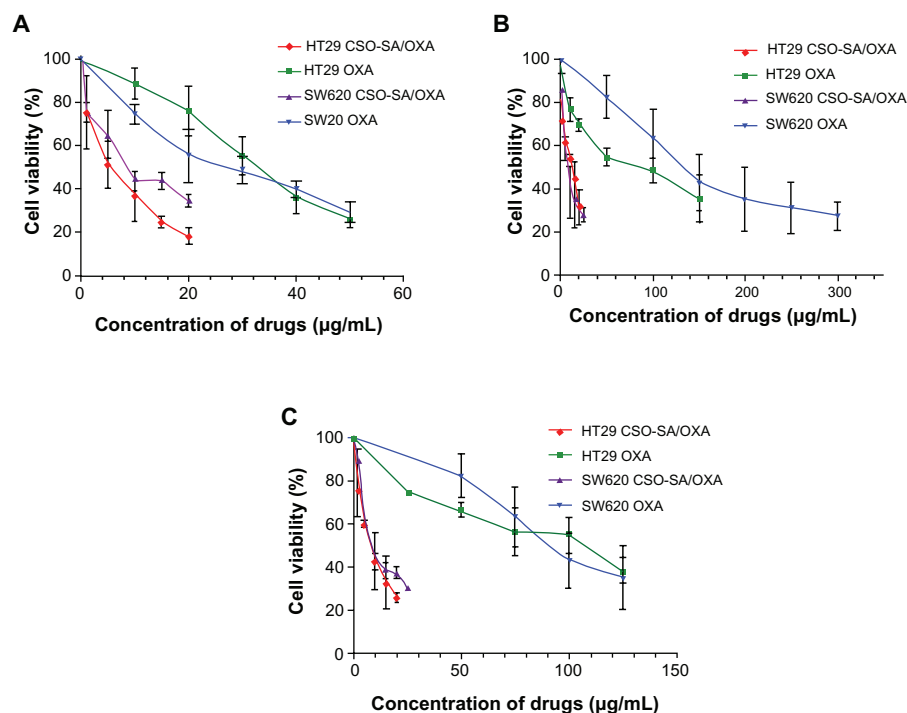 A
HT29 CSO-SA/OXA
HT29 OXA
SW620 CSO-SA/OXA
SW20 OXA
Cell viability (%)
100
80
60
40
20
0
0 20 40 60
Concentration of drugs (µg/mL)
B
HT29 CSO-SA/OXA
HT29 OXA
SW620 CSO-SA/OXA
SW620 OXA
Cell viability (%)
100
80
60
40
20
0
0 100 200 300
Concentration of drugs (µg/mL)
C
HT29 CSO-SA/OXA
HT29 OXA
SW620 CSO-SA/OXA
SW620 OXA
Cell viability (%)
100
80
60
40
20
0
0 50 100 150
Concentration of drugs (µg/mL)